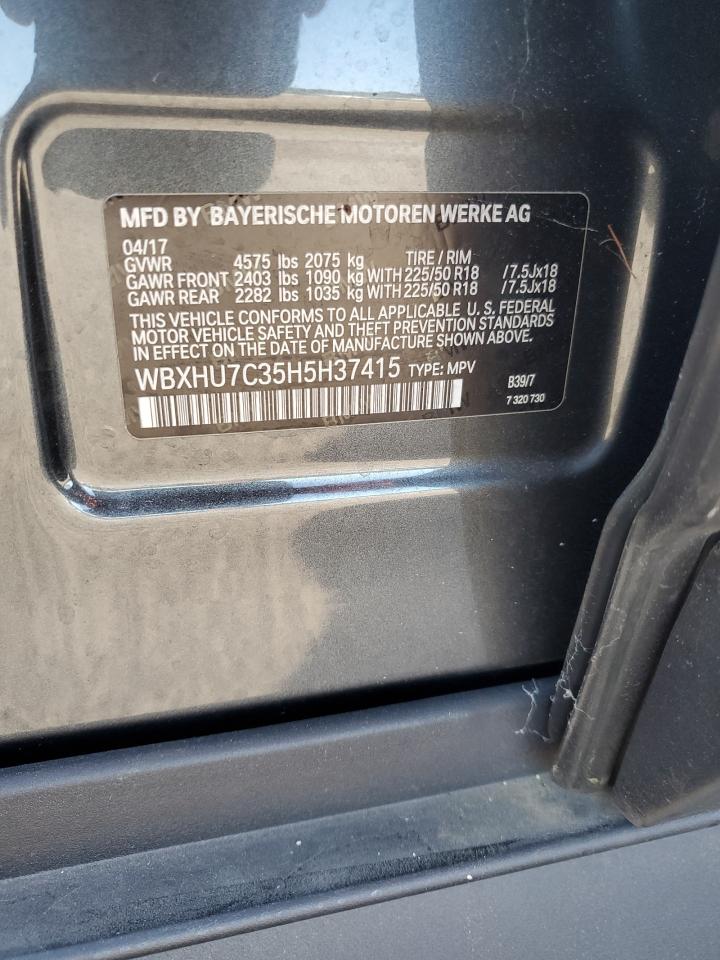 MFD BY BAYERISCHE MOTOREN WERKE AG
04/17
GVWR 4575 lbs 2075 kg TIRE / RIM
GAWR FRONT 2403 lbs 1090 kg WITH 225/50 R18 /7.5Jx18
GAWR REAR 2282 lbs 1035 kg WITH 225/50 R18 /7.5Jx18
THIS VEHICLE CONFORMS TO ALL APPLICABLE U. S. FEDERAL
MOTOR VEHICLE SAFETY AND THEFT PREVENTION STANDARDS
IN EFFECT ON THE DATE OF MANUFACTURE SHOWN ABOVE.
WBXHU7C35H5H37415 TYPE: MPV
B39/7
7 320 730